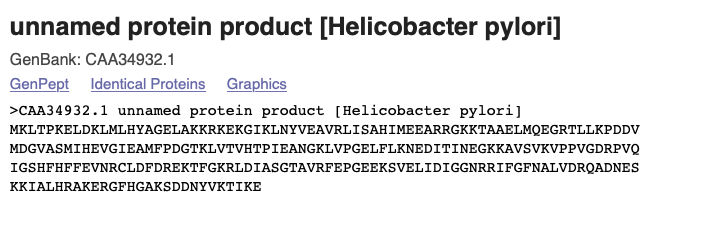 unnamed protein product [Helicobacter pylori]
GenBank: CAA34932.1
GenPept Identical Proteins Graphics
>CAA34932.1 unnamed protein product [Helicobacter pylori]
MKLTPKELDKLMLHYAGELAKKRKEKGIKLNYVEAVRLISAHIMEEARRGKKTAAELMQEGRTLLKPDDV
MDGVASMIHEVGIEAMFPDGTKLVTVHTPIEANGKLVPGELFLKNEDITINEGKKAVSVKVPPVGDRPVQ
IGSHFHFFEVNRCLDFDREKTFGKRLDIASGTAVRFEPGEEKSVELIDIGGNRRIFGFNALVDRQADNES
KKIALHRAKERGFHGAKSDDNYVKTIKE